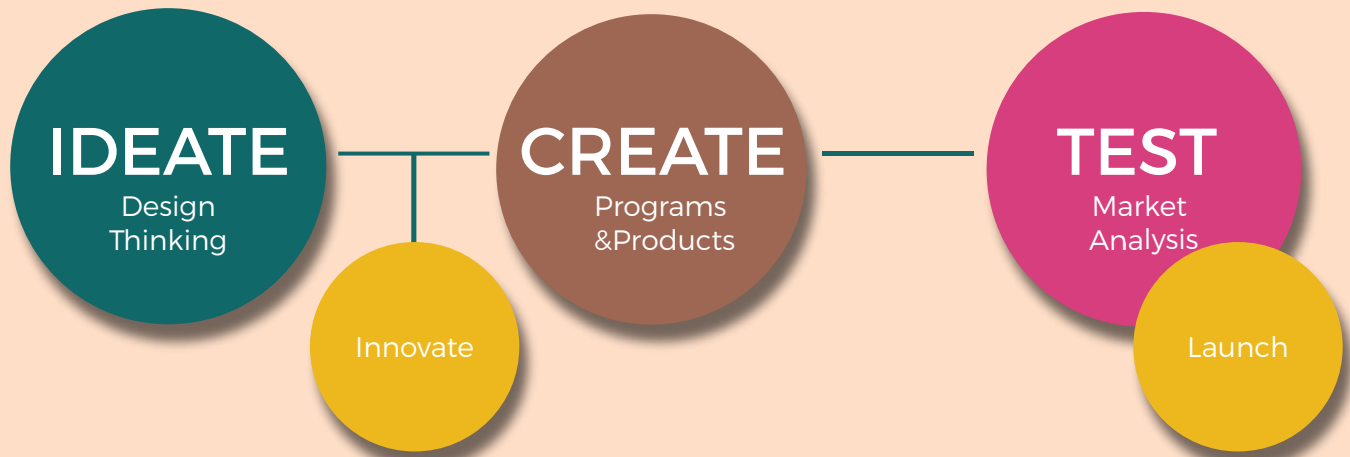 IDEATE
Design
Thinking
Innovate
CREATE
Programs
&Products
TEST
Market
Analysis
Launch